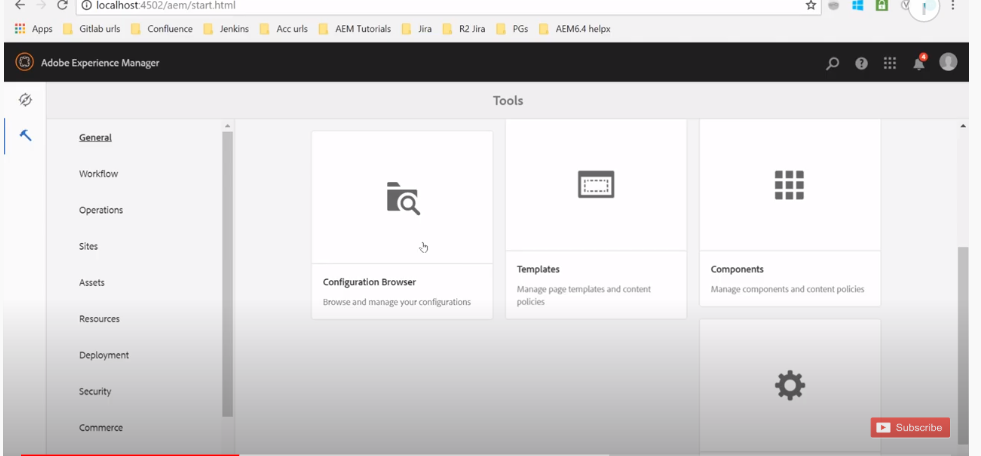 localhost:4502/aem/start.html
Apps Gitlab urls Confluence Jenkins Acc urls AEM Tutorials Jira R2 Jira PGs AEM6.4 helpx
Adobe Experience Manager
4
Tools
General
Workflow
Operations
Sites
Assets
Resources
Deployment
Security
Commerce
Configuration Browser
Browse and manage your configurations
Templates
Manage page templates and content
policies
Components
Manage components and content policies
Subscribe